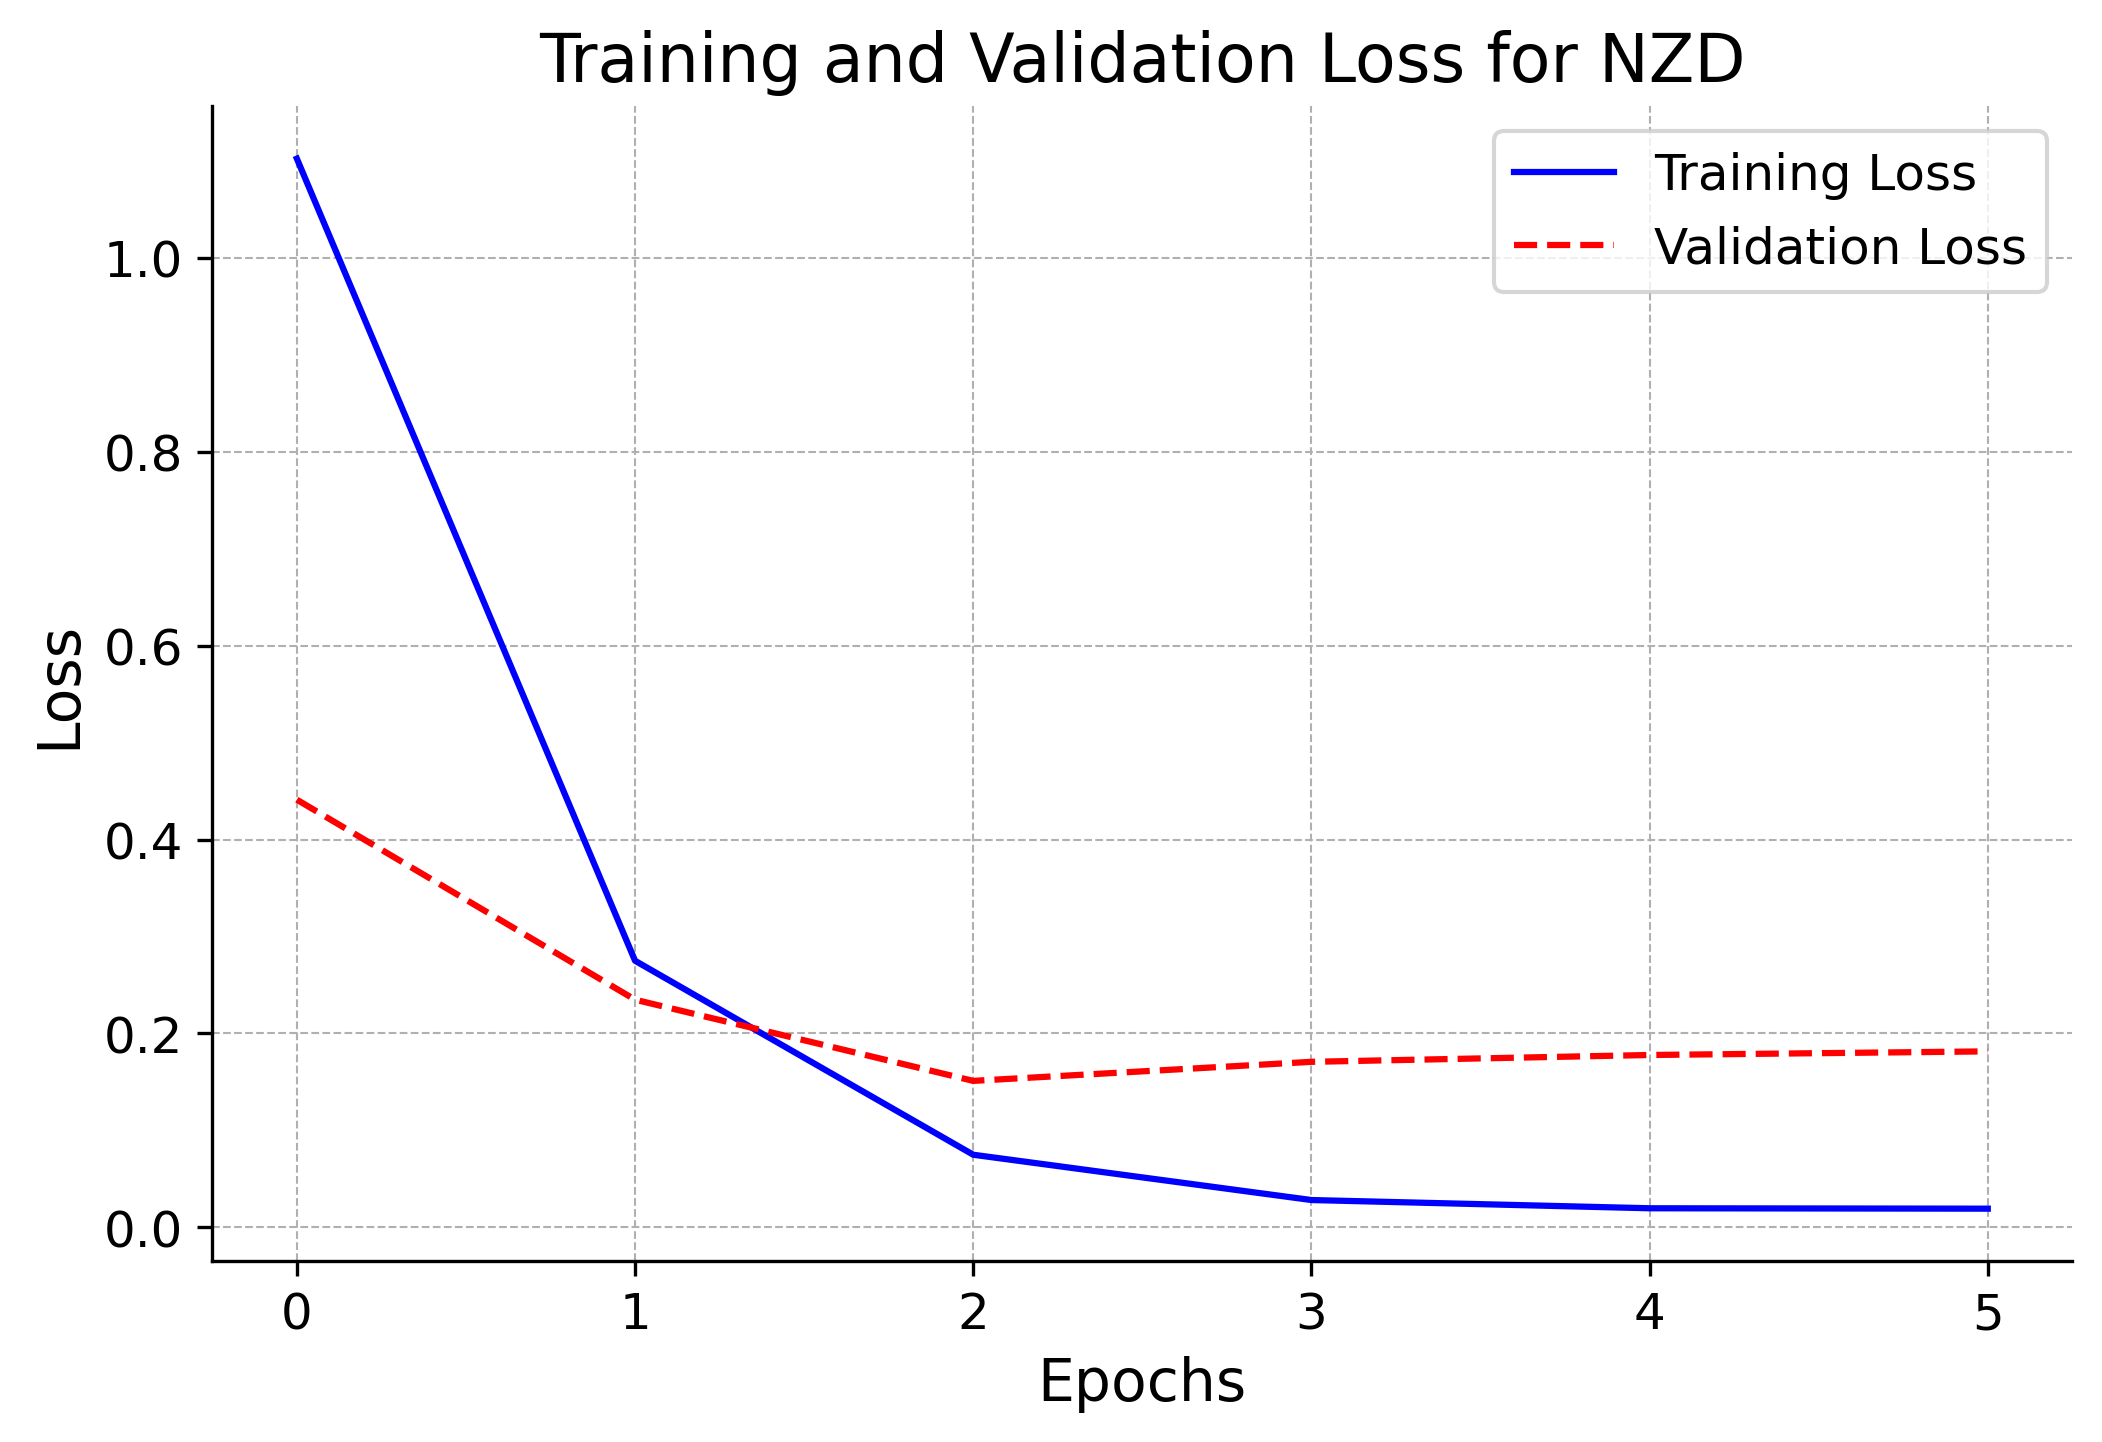 Training and Validation Loss for NZD
Training Loss
Validation Loss
Loss
1.0
0.8
0.6
0.4
0.2
0.0
0 1 2 3 4 5
Epochs